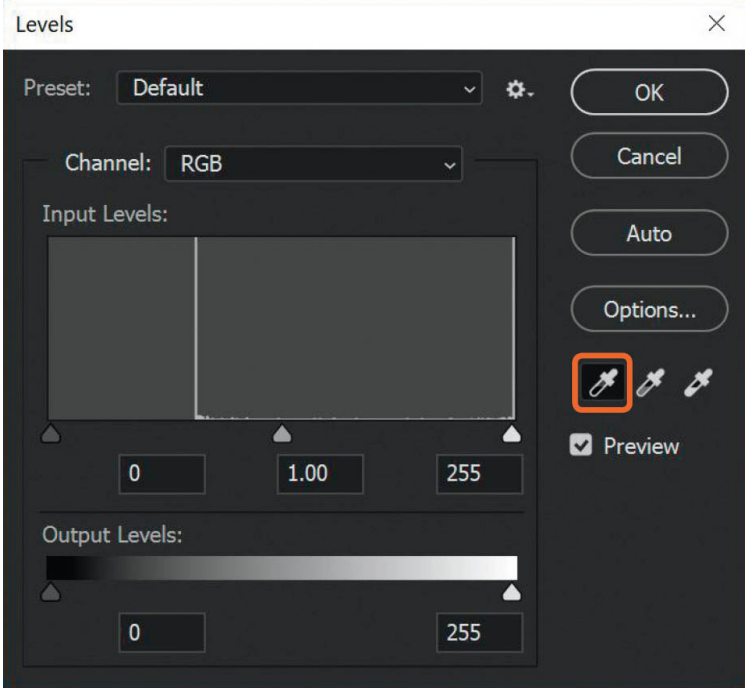 Levels
Preset: Default
OK
Channel: RGB
Cancel
Input Levels:
Auto
Options...
Preview
0 1.00 255
Output Levels:
0 255